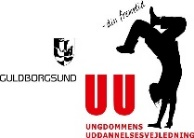 - din fremtid
GULDBORGSUND
UU
UNGDOMMENS
UDDANNELSESVEJLEDNING